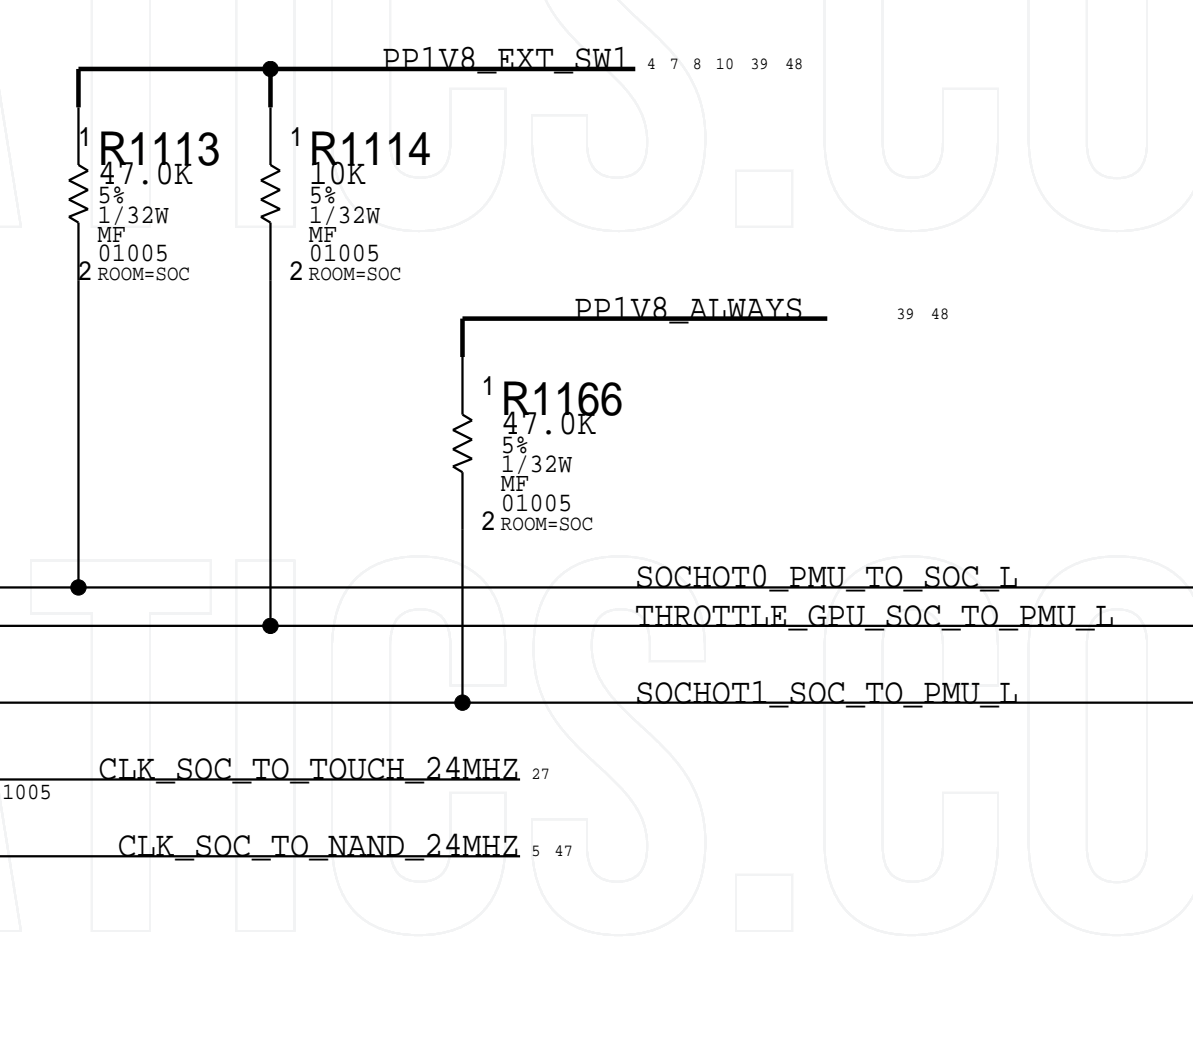 PP1V8_EXT_SW1 4 7 8 10 39 48
1 R1113
47.0K
5%
1/32W
MF
01005
2 ROOM=SOC
1 R1114
10K
5%
1/32W
MF
01005
2 ROOM=SOC
PP1V8_ALWAYS 39 48
1 R1166
47.0K
5%
1/32W
MF
01005
2 ROOM=SOC
SOCHOT0_PMU_TO_SOC_L
THROTTLE_GPU_SOC_TO_PMU_L
SOCHOT1_SOC_TO_PMU_L
CLK_SOC_TO_TOUCH_24MHZ 27
1005
CLK_SOC_TO_NAND_24MHZ 5 47